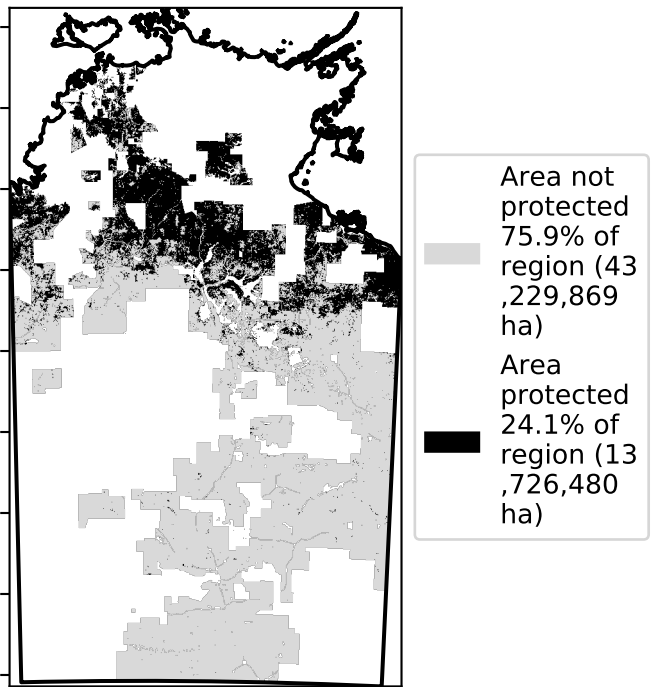 Area not
protected
75.9% of
region (43
,229,869
ha)
Area
protected
24.1% of
region (13
,726,480
ha)